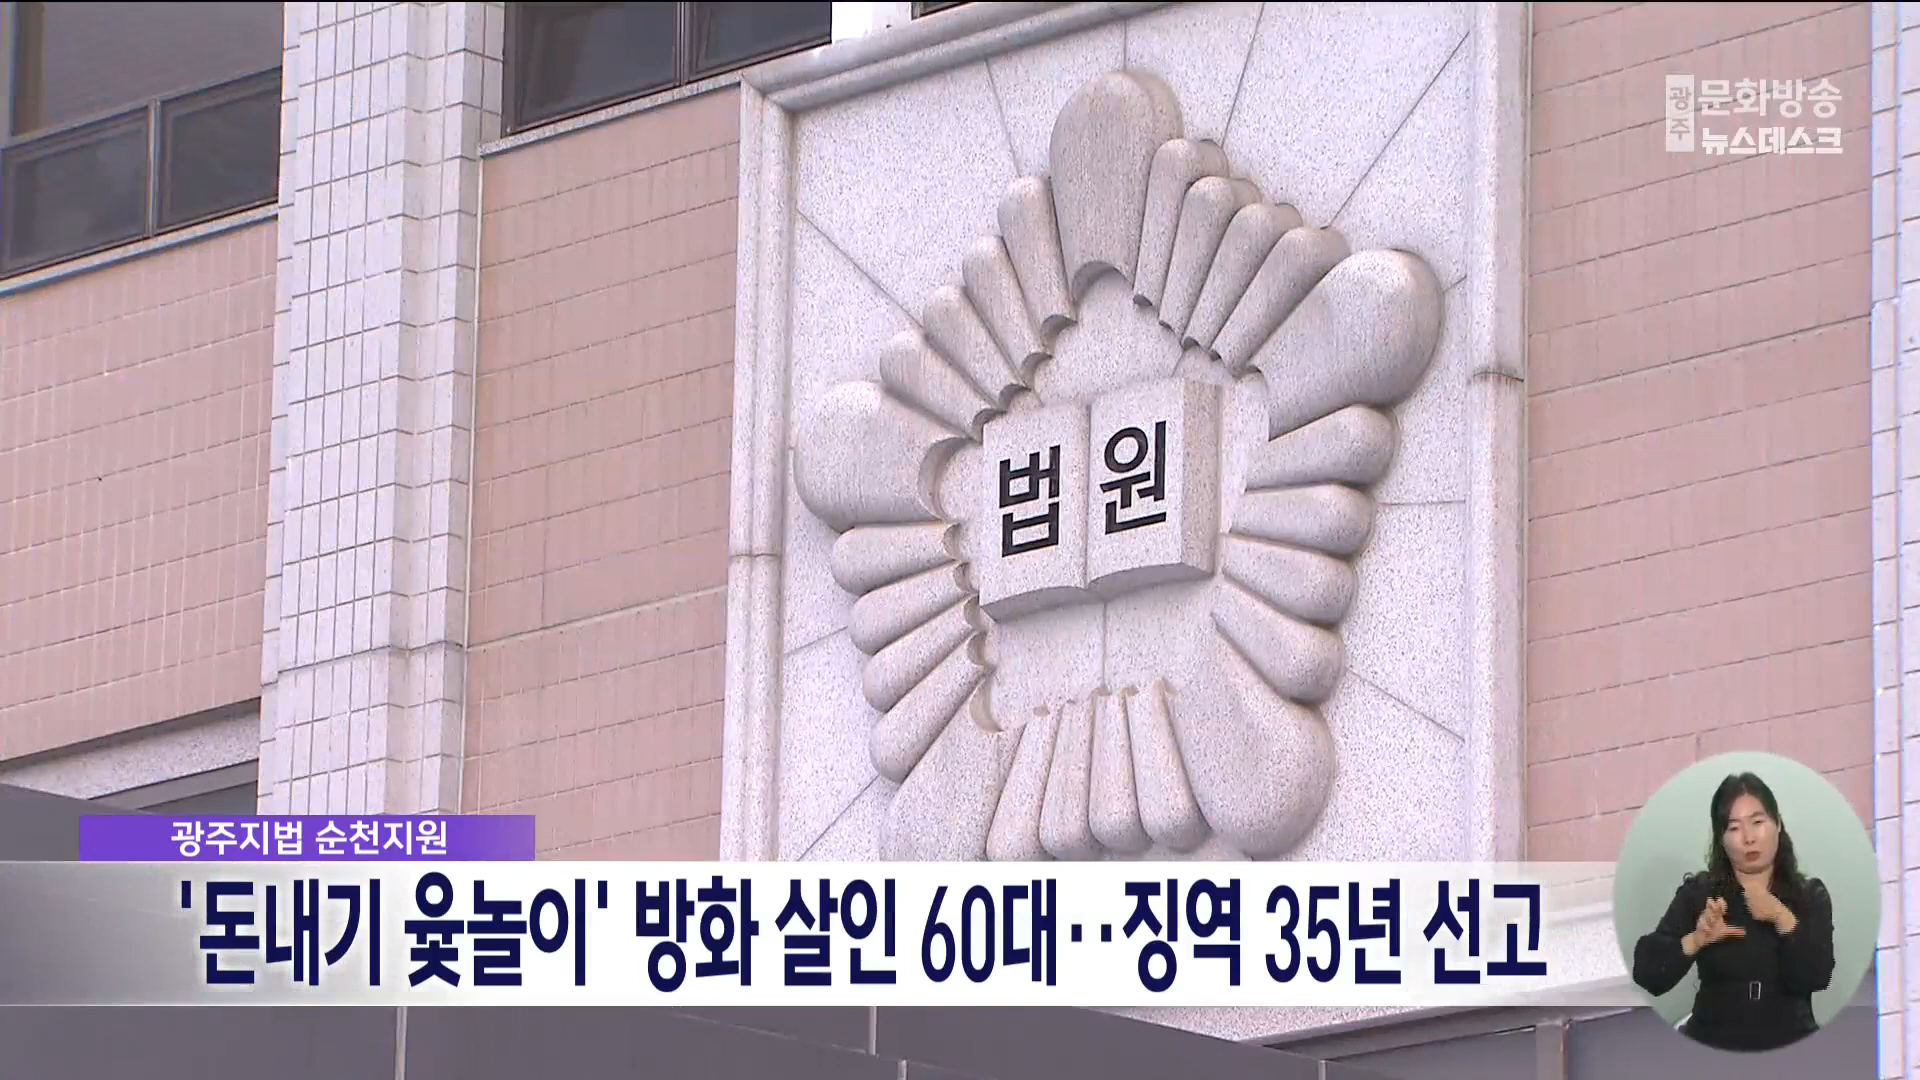 광주
문화방송
뉴스데스크
법원
광주지법 순천지원
'돈내기 윷놀이' 방화 살인 60대··징역 35년 선고